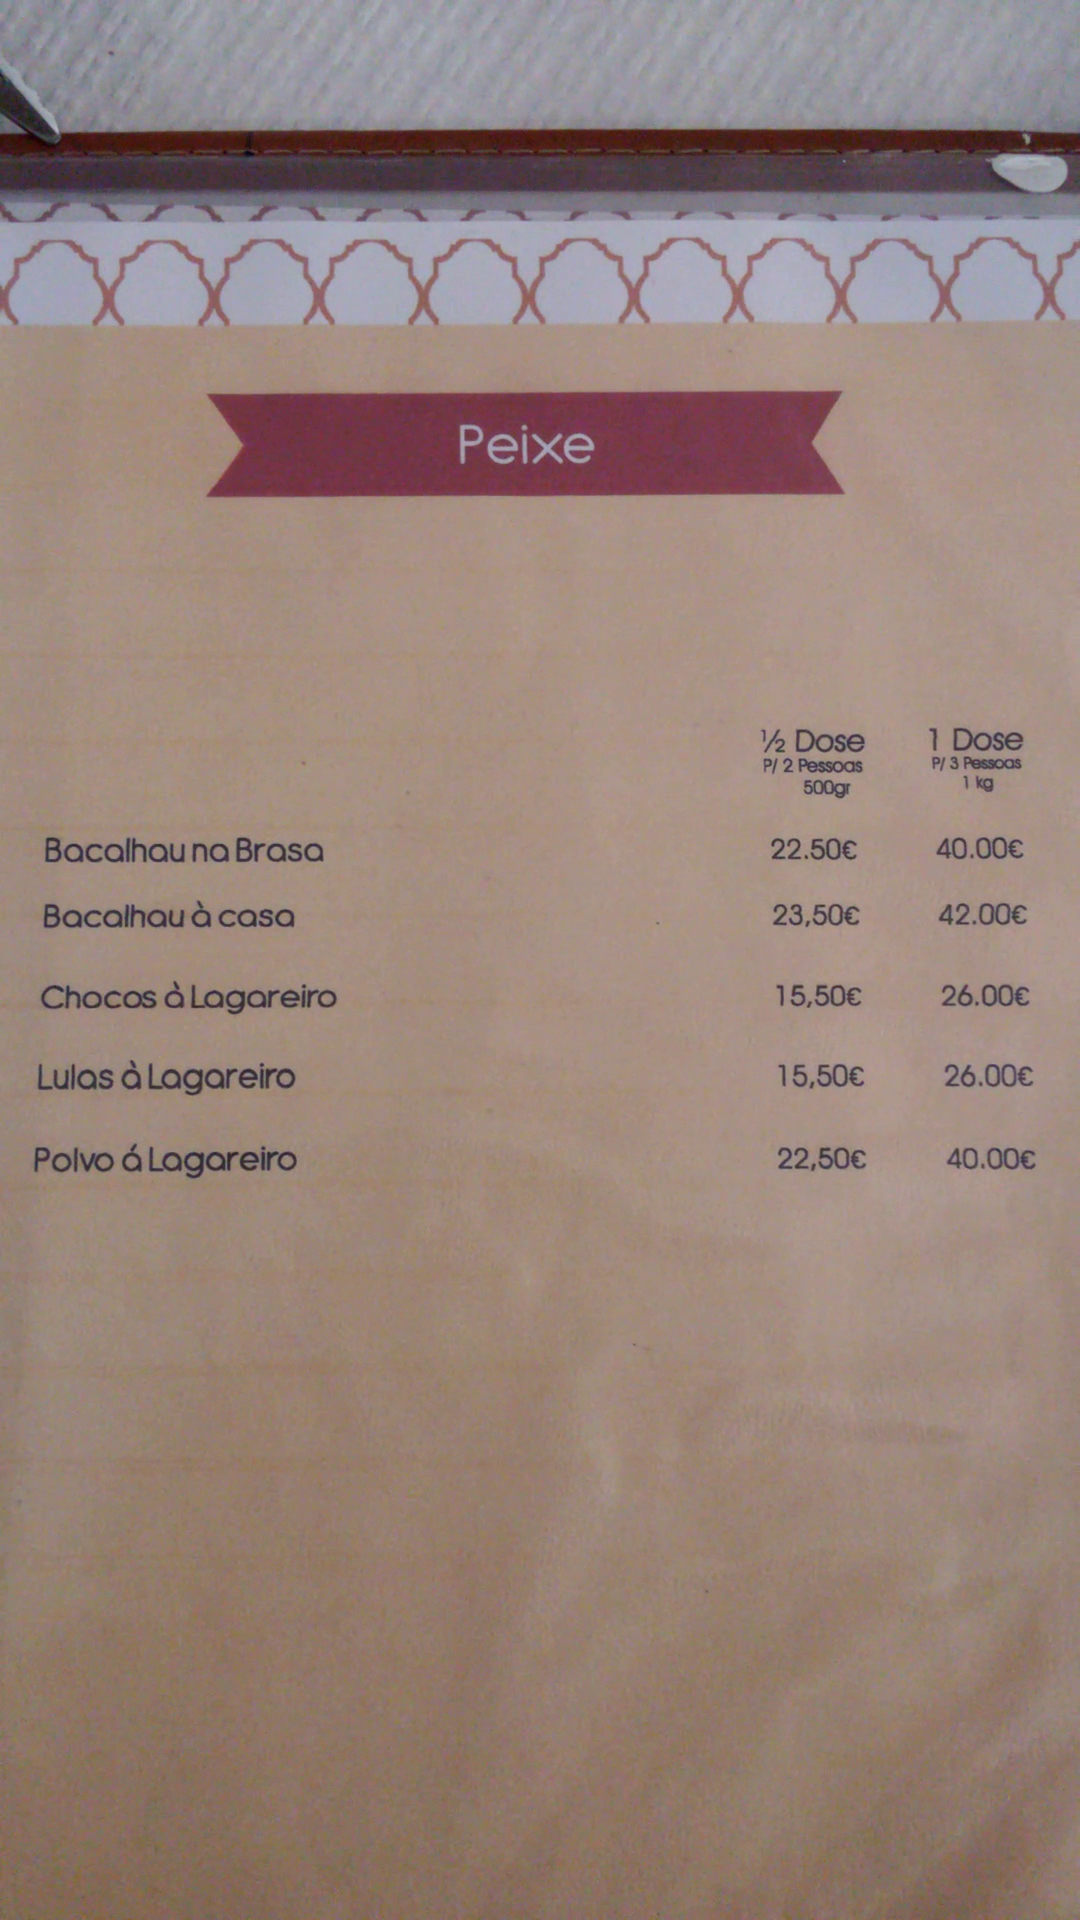 Peixe
½ Dose 1 Dose
P/ 2 Pessoas P/ 3 Pessoas
500gr 1 kg
Bacalhau na Brasa 22.50€ 40.00€
Bacalhau à casa 23,50€ 42.00€
Chocos à Lagareiro 15,50€ 26.00€
Lulas à Lagareiro 15,50€ 26.00€
Polvo á Lagareiro 22,50€ 40.00€